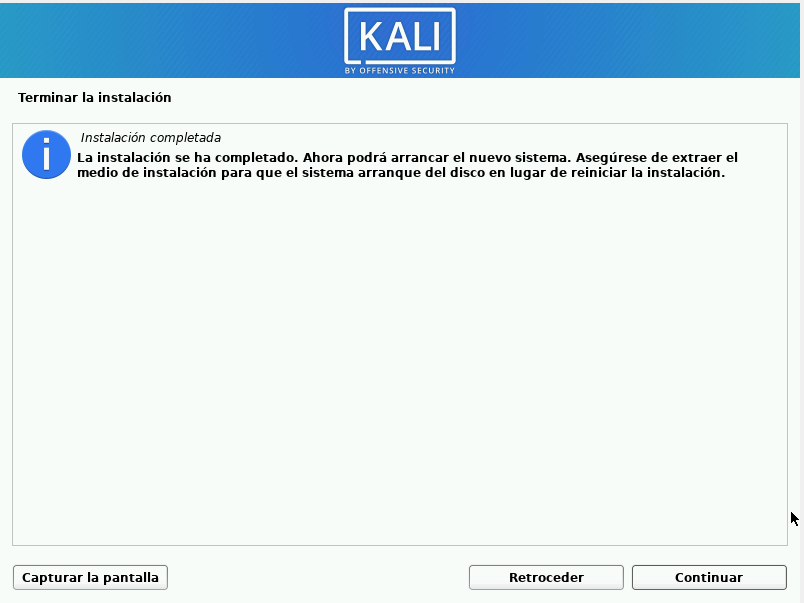 KALI
BY OFFENSIVE SECURITY
Terminar la instalación
Instalación completada
La instalación se ha completado. Ahora podrá arrancar el nuevo sistema. Asegúrese de extraer el
medio de instalación para que el sistema arranque del disco en lugar de reiniciar la instalación.
Capturar la pantalla
Retroceder
Continuar